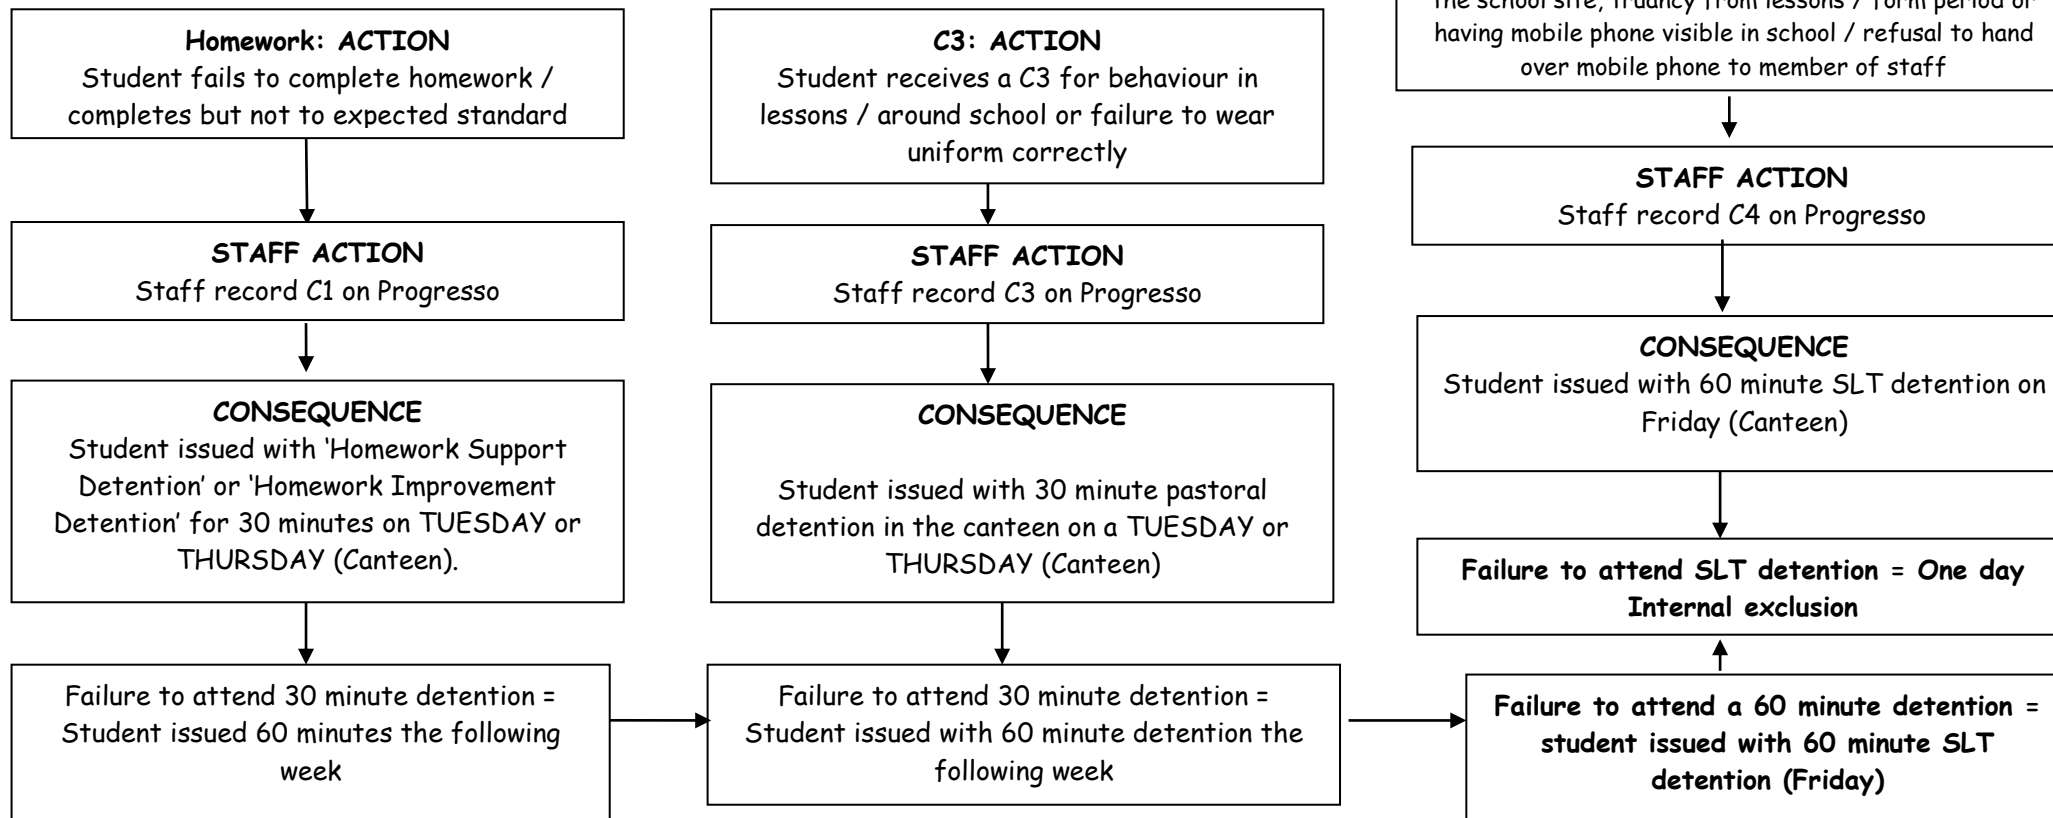 Homework: ACTION
Student fails to complete homework /
completes but not to expected standard
STAFF ACTION
Staff record C1 on Progresso
CONSEQUENCE
Student issued with ‘Homework Support
Detention’ or ‘Homework Improvement
Detention’ for 30 minutes on TUESDAY or
THURSDAY (Canteen).
Failure to attend 30 minute detention =
Student issued 60 minutes the following
week
C3: ACTION
Student receives a C3 for behaviour in
lessons / around school or failure to wear
uniform correctly
STAFF ACTION
Staff record C3 on Progresso
CONSEQUENCE
Student issued with 30 minute pastoral
detention in the canteen on a TUESDAY or
THURSDAY (Canteen)
Failure to attend 30 minute detention =
Student issued with 60 minute detention the
following week
the school site, truancy from lessons / form period or
having mobile phone visible in school / refusal to hand
over mobile phone to member of staff
STAFF ACTION
Staff record C4 on Progresso
CONSEQUENCE
Student issued with 60 minute SLT detention on
Friday (Canteen)
Failure to attend SLT detention = One day
Internal exclusion
Failure to attend a 60 minute detention =
student issued with 60 minute SLT
detention (Friday)